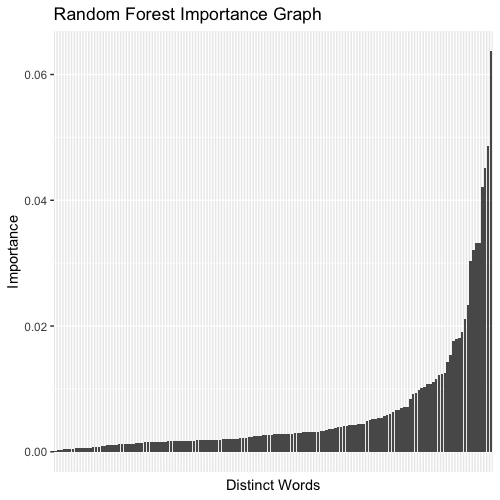 Random Forest Importance Graph
0.06
0.04
0.02
0.00
Importance
Distinct Words